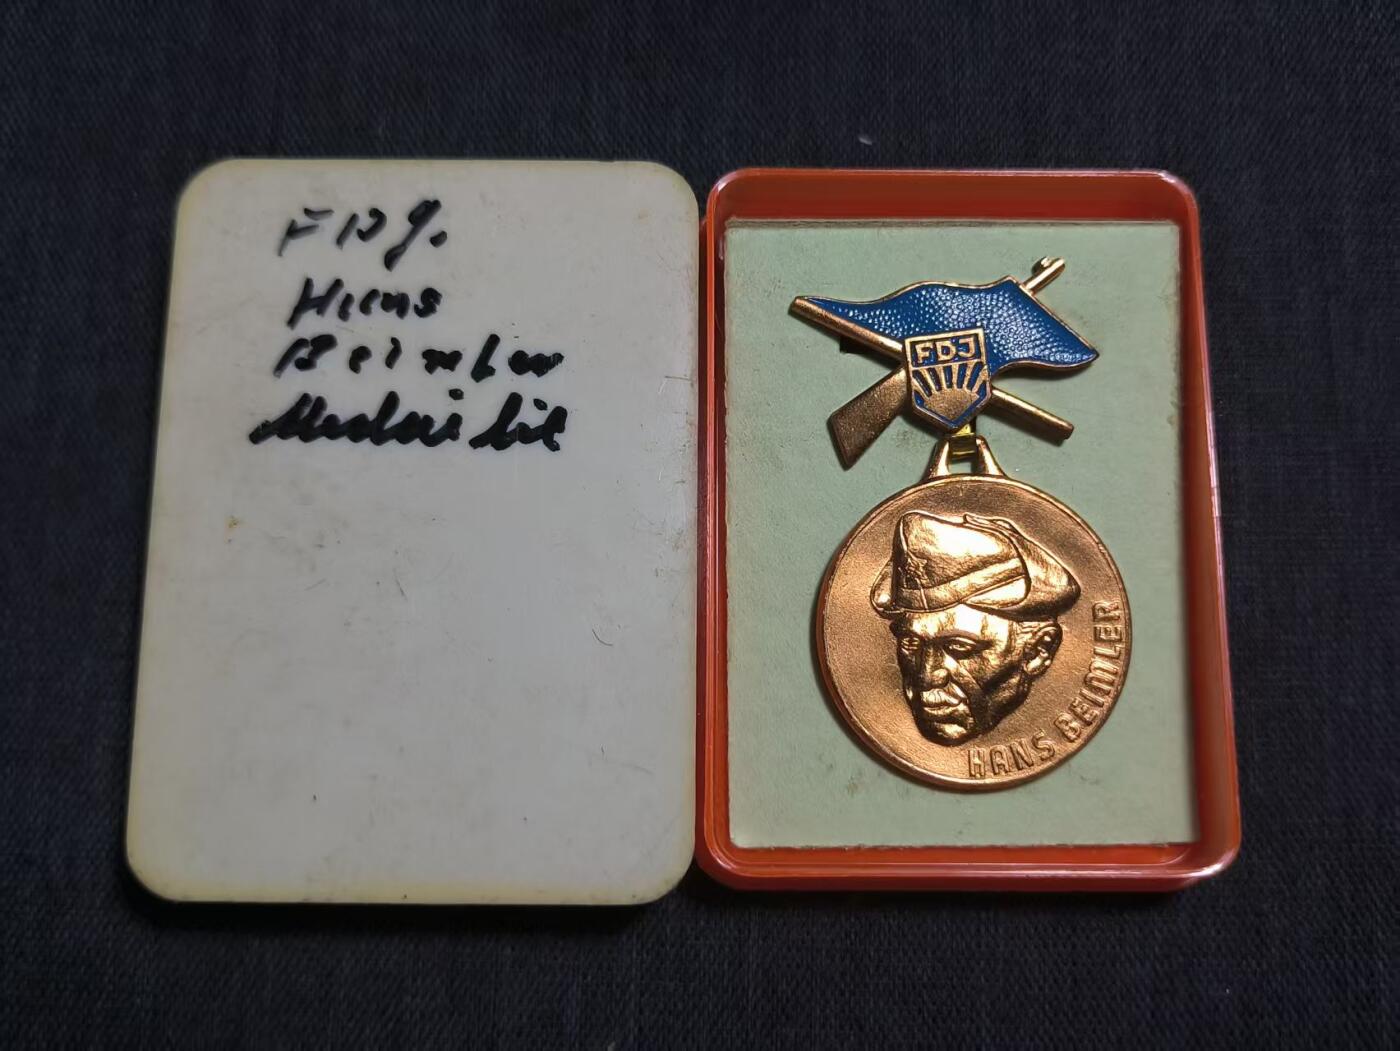 FDJ.
Hans
Beimler
Medaille
FDJ
HANS BEIMLER